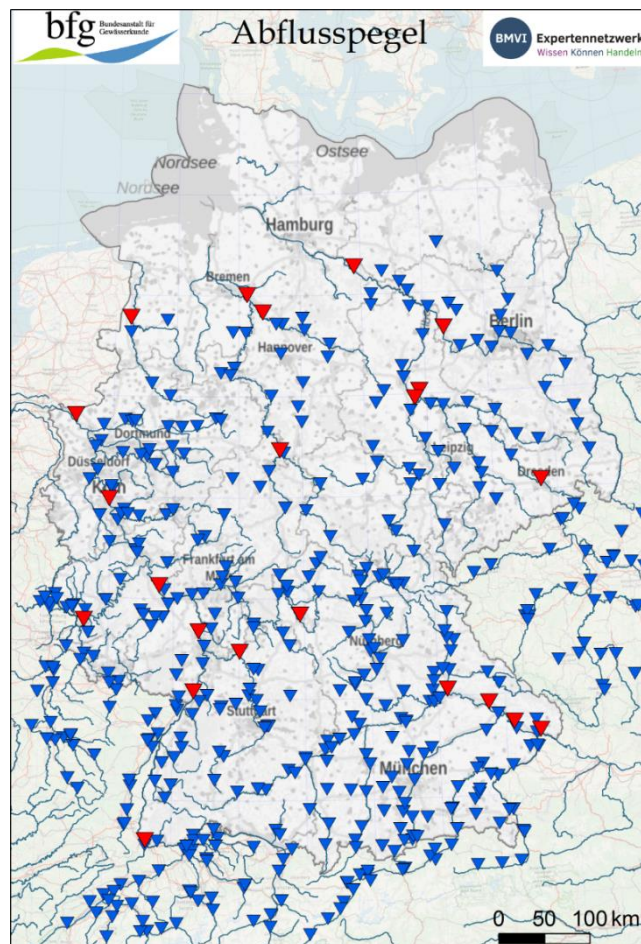 bfg
Bundesanstalt für
Gewässerkunde
Abflusspegel
BMVI
Expertennetzwerk
Wissen Können Handeln
Ostsee
Nordsee
Nordsee
Hamburg
Bremen
Berlin
Hannover
Dortmund
Düsseldorf
Leipzig
Dresden
Köln
Frankfurt am
Nürnberg
Stuttgart
München
0 50 100 km